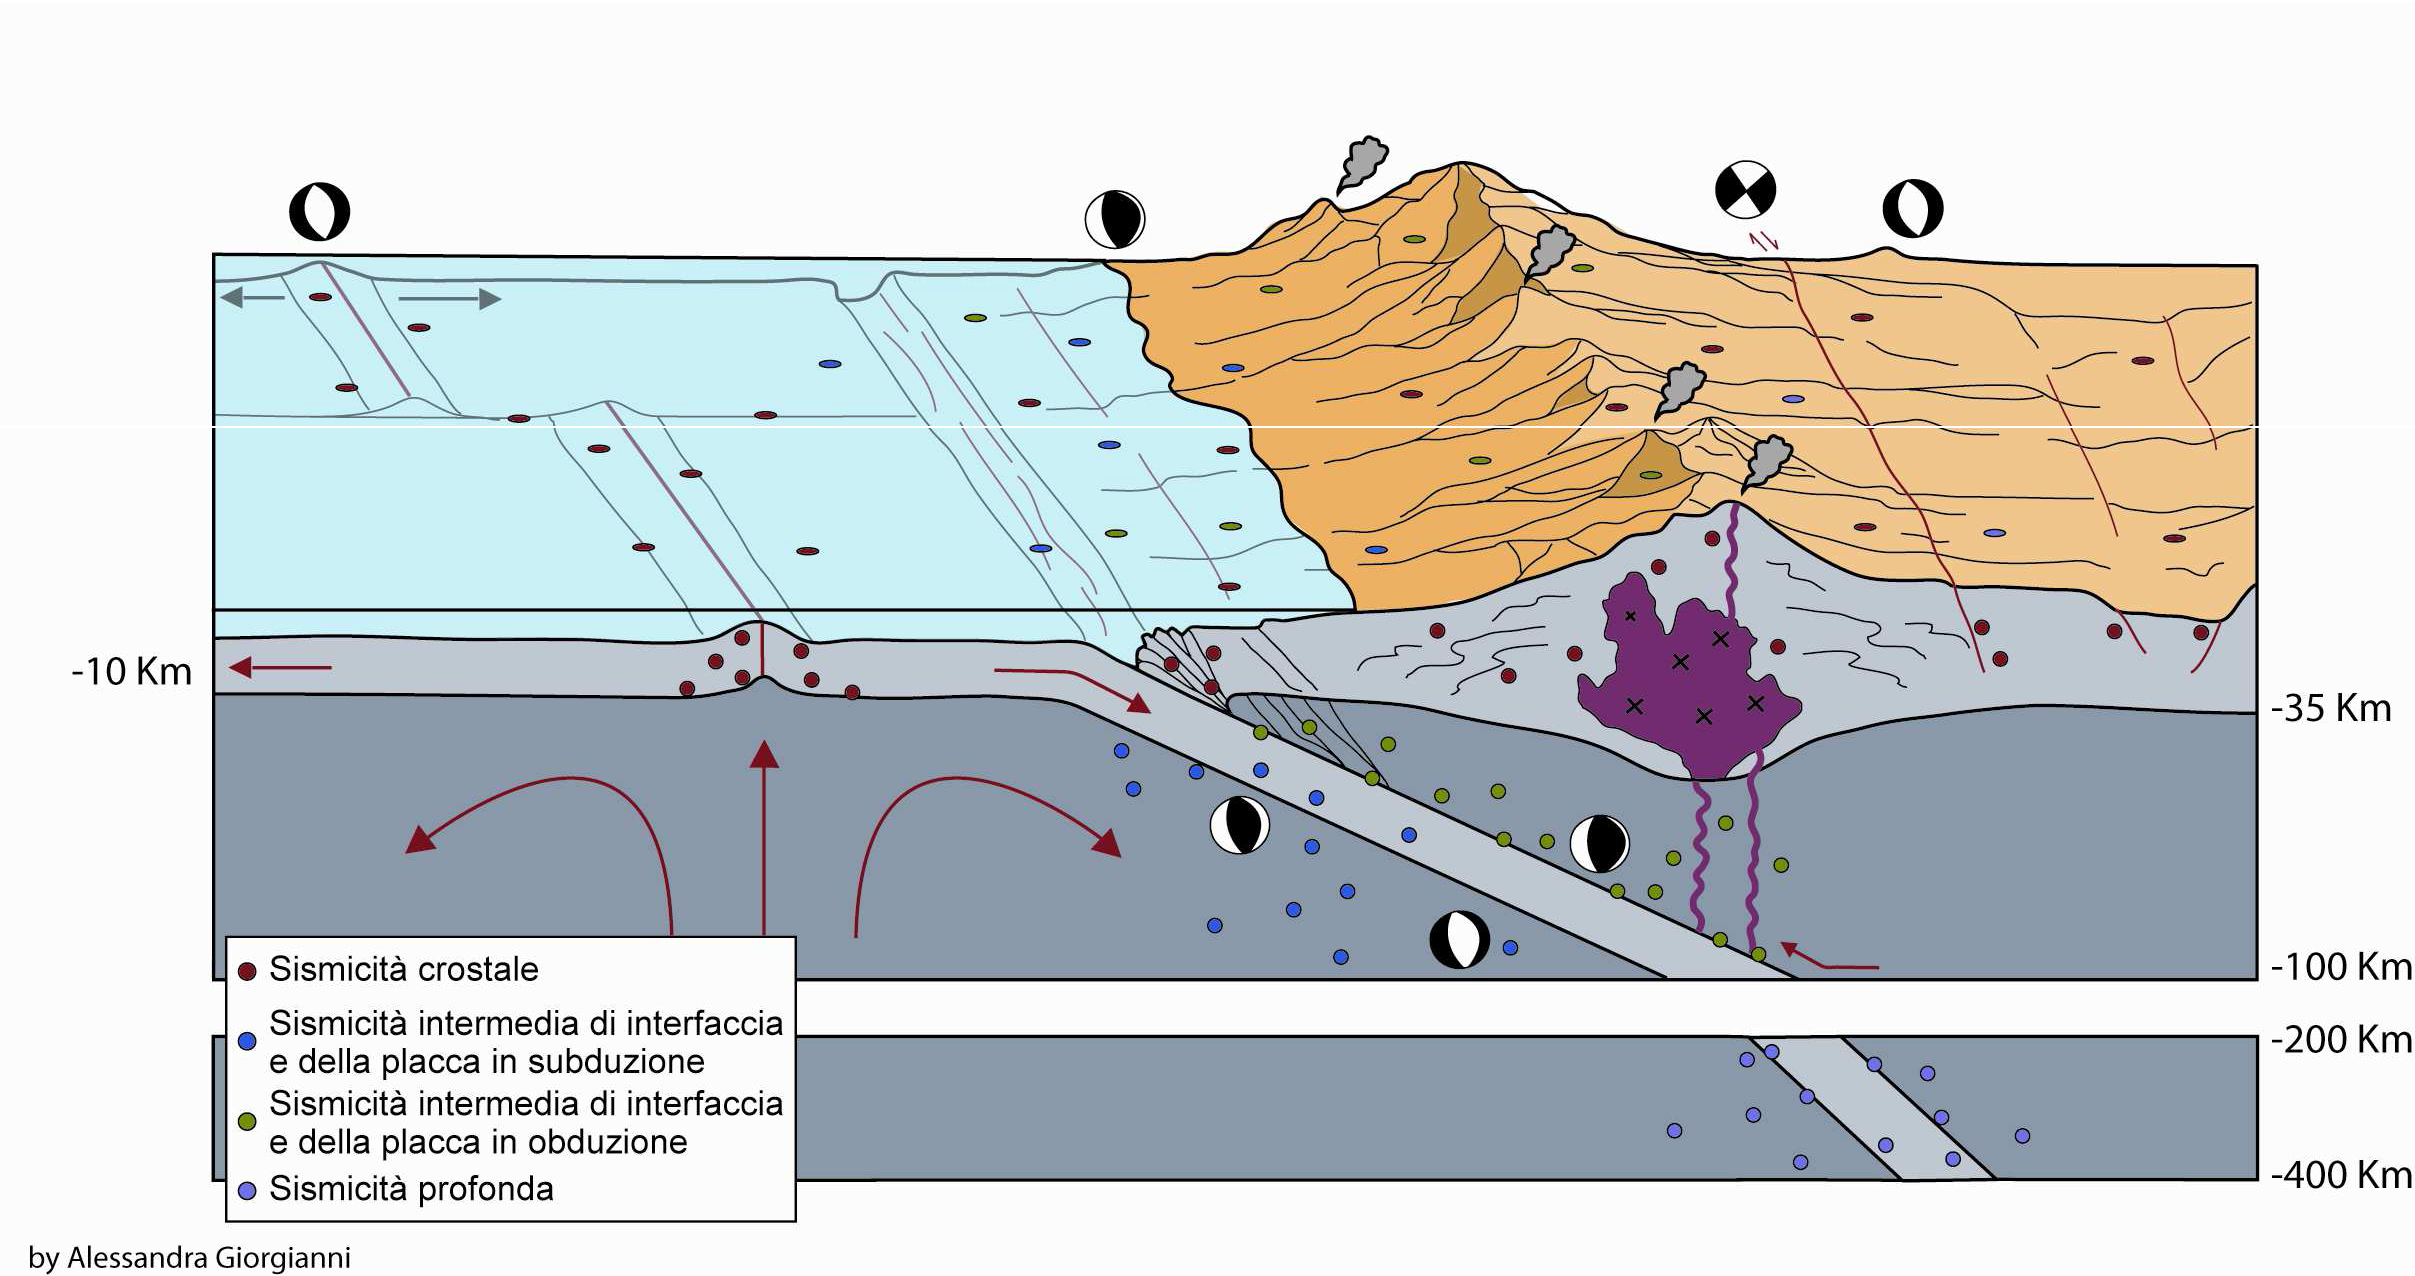 -10 Km
-35 Km
-100 Km
-200 Km
-400 Km
Sismicità crostale
Sismicità intermedia di interfaccia
e della placca in subduzione
Sismicità intermedia di interfaccia
e della placca in obduzione
Sismicità profonda
by Alessandra Giorgianni